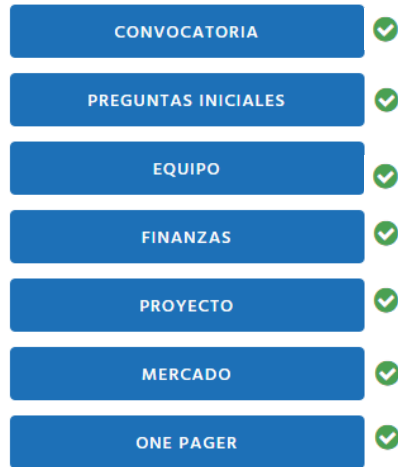 CONVOCATORIA
PREGUNTAS INICIALES
EQUIPO
FINANZAS
PROYECTO
MERCADO
ONE PAGER